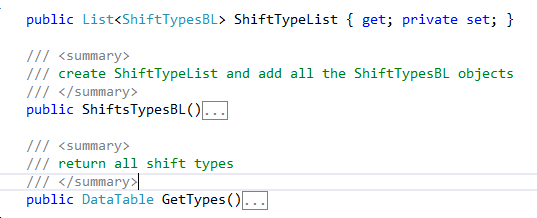 public List<ShiftTypesBL> ShiftTypeList { get; private set; }
/// <summary>
/// create ShiftTypeList and add all the ShiftTypesBL objects
/// </summary>
public ShiftsTypesBL()...
/// <summary>
/// return all shift types
/// </summary>
public DataTable GetTypes()...